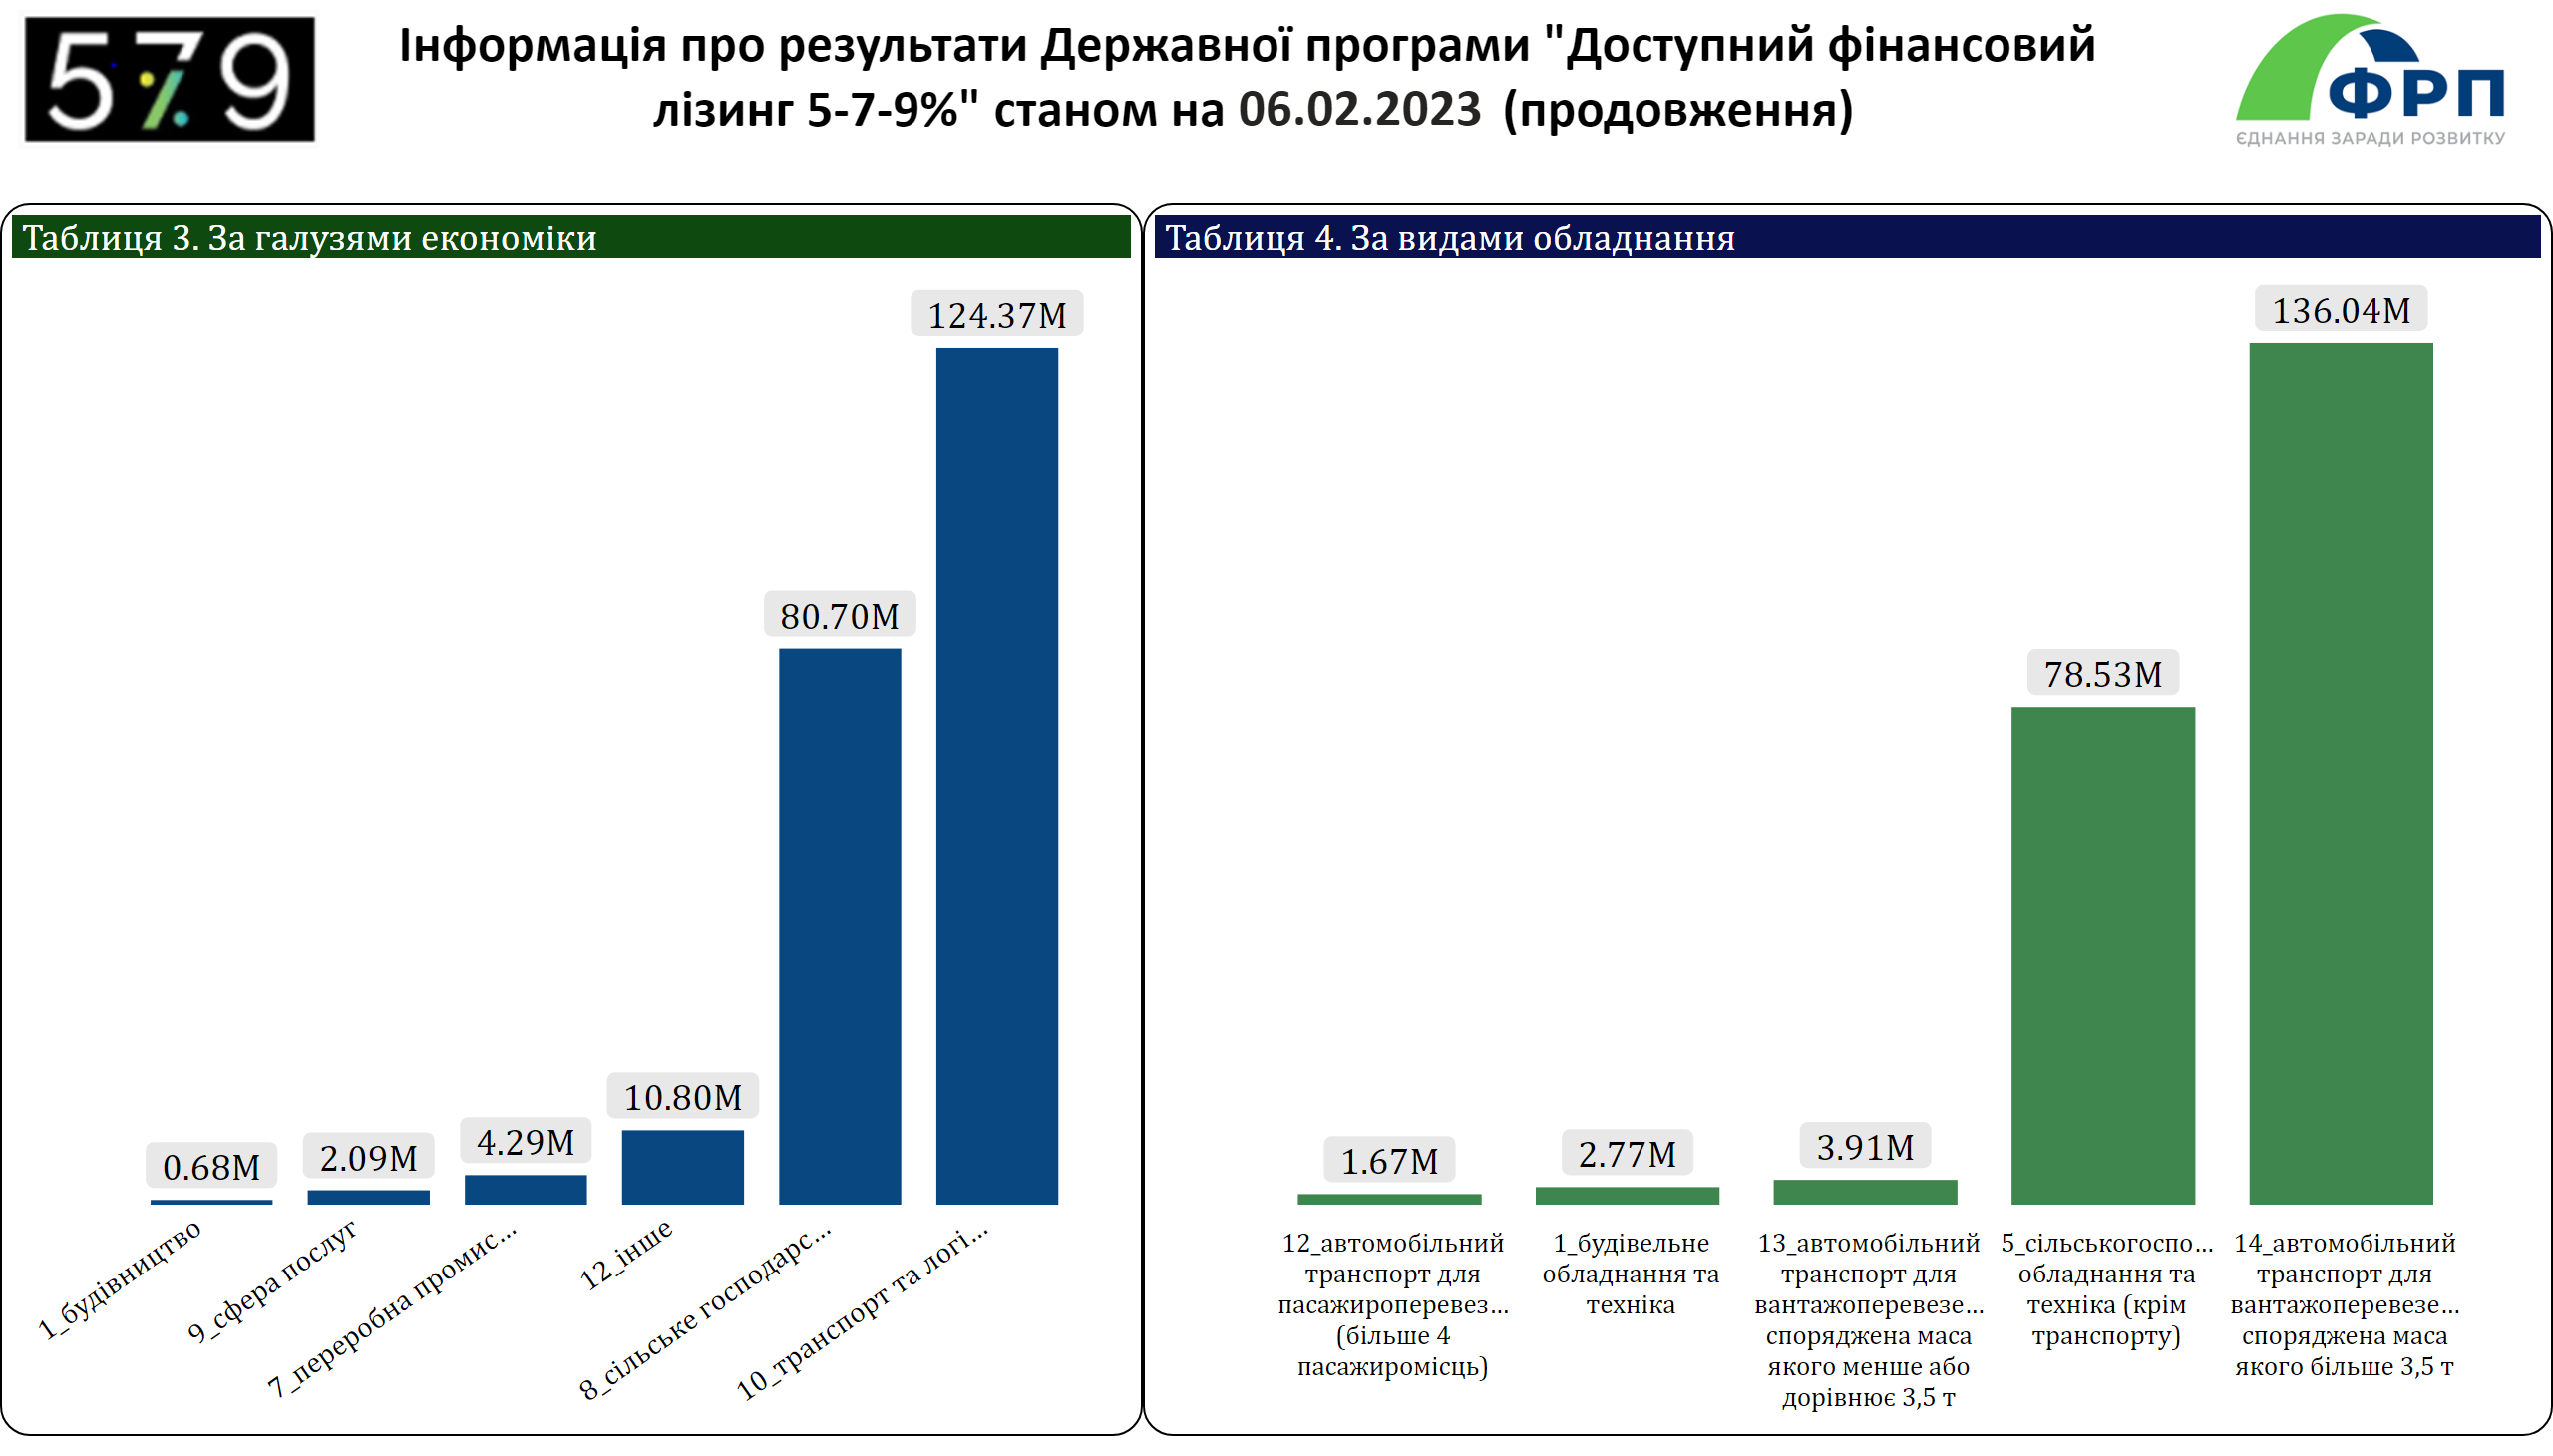 579
Інформація про результати Державної програми "Доступний фінансовий
лізинг 5-7-9%" станом на 06.02.2023 (продовження)
ФРП
ЄДНАННЯ ЗАРАДИ РОЗВИТКУ
Таблиця 3. За галузями економіки
124.37M
80.70M
10.80M
4.29M
2.09M
0.68M
1_будівництво
9_сфера послуг
7_переробна промис...
12_інше
8_сільське господарс...
10_транспорт та логі...
Таблиця 4. За видами обладнання
136.04M
78.53M
3.91M
2.77M
1.67M
12_автомобільний
транспорт для
пасажироперевез...
(більше 4
пасажиромісць)
1_будівельне
обладнання та
техніка
13_автомобільний
транспорт для
вантажоперевезе...
споряджена маса
якого менше або
дорівнює 3,5 т
5_сільськогоспо...
обладнання та
техніка (крім
транспорту)
14_автомобільний
транспорт для
вантажоперевезе...
споряджена маса
якого більше 3,5 т